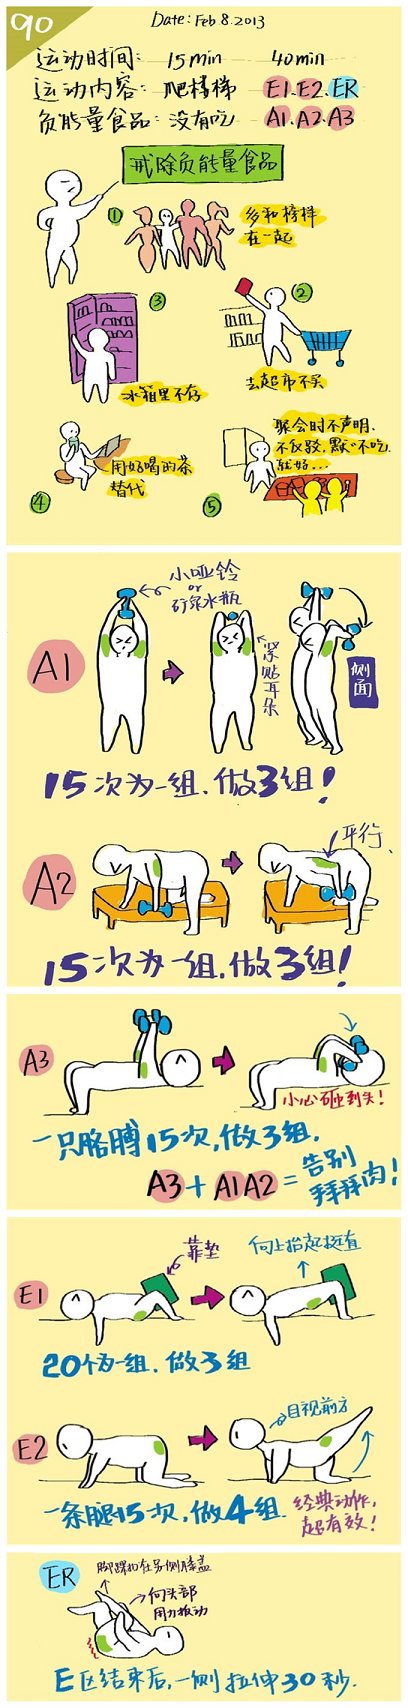 90
Date: Feb 8. 2013
运动时间: 15min 40min
运动内容: 爬楼梯 E1. E2. ER
负能量食品: 没有吃 A1. A2. A3
戒除负能量食品
①
多和榜样
在一起
②
去超市不买
③
冰箱里不存
④
用好喝的茶
替代
⑤
聚会时不声明,
不反驳,默默不吃
就好...
A1
小哑铃
or
矿泉水瓶
紧贴耳朵
侧面
15次为一组.做3组!
A2
平行
15次为一组.做3组!
A3
小心砸到头!
一只胳膊15次,做3组.
A3+A1A2=告别
拜拜肉!
E1
靠垫
向上抬起挺直
20个为一组.做3组
E2
目视前方
一条腿15次,做4组.
经典动作,
超有效!
ER
脚踝扣在另侧膝盖
向头部
用力振动
E区结束后,一侧拉伸30秒.